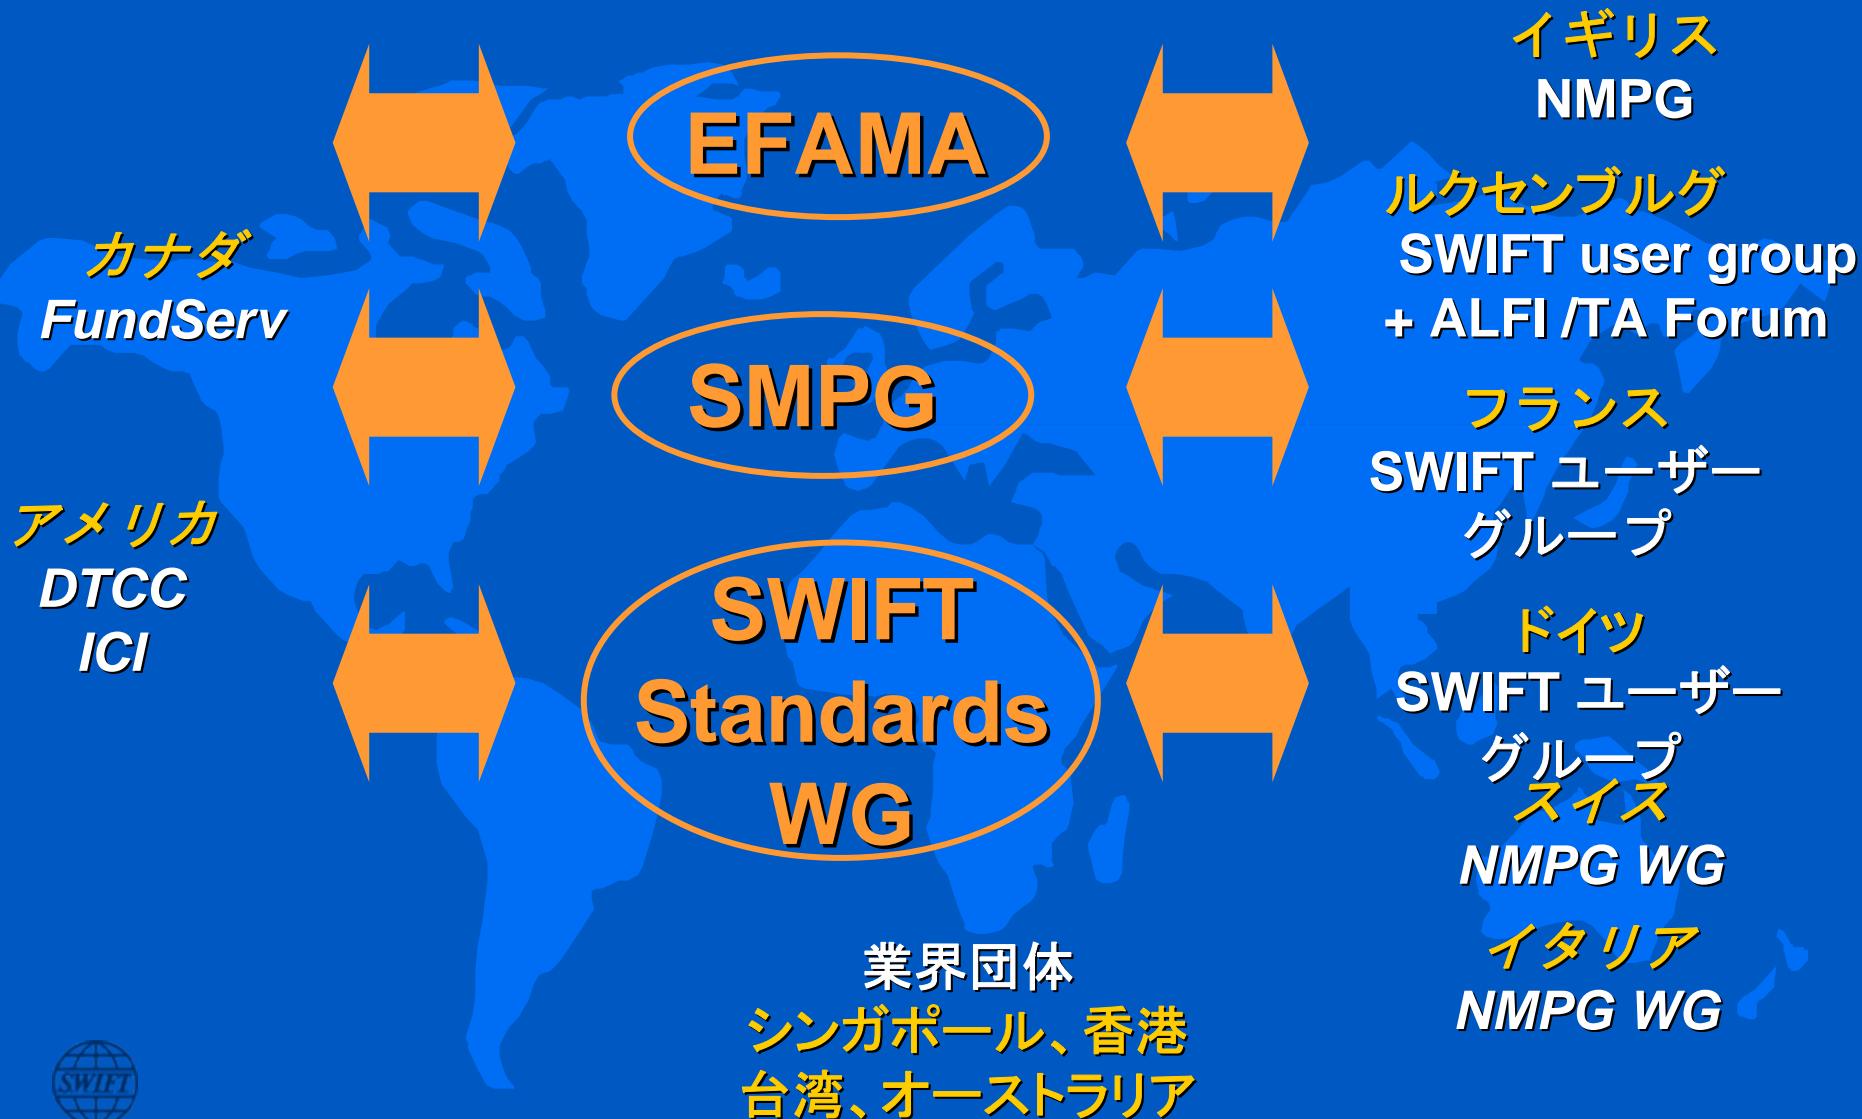 EFAMA
SMPG
SWIFT
Standards
WG
カナダ
FundServ
アメリカ
DTCC
ICI
イギリス
NMPG
ルクセンブルグ
SWIFT user group
+ ALFI /TA Forum
フランス
SWIFT ユーザー
グループ
ドイツ
SWIFT ユーザー
グループ
スイス
NMPG WG
イタリア
NMPG WG
業界団体
シンガポール、香港
台湾、オーストラリア
SWIFT